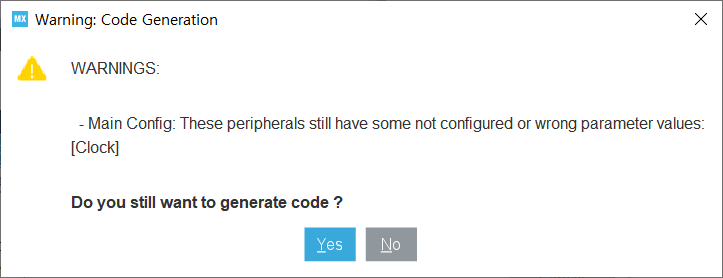 MX Warning: Code Generation
WARNINGS:
- Main Config: These peripherals still have some not configured or wrong parameter values:
[Clock]
Do you still want to generate code ?
Yes No